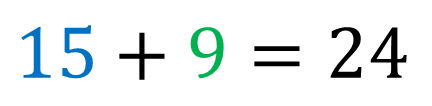 15 + 9 = 24